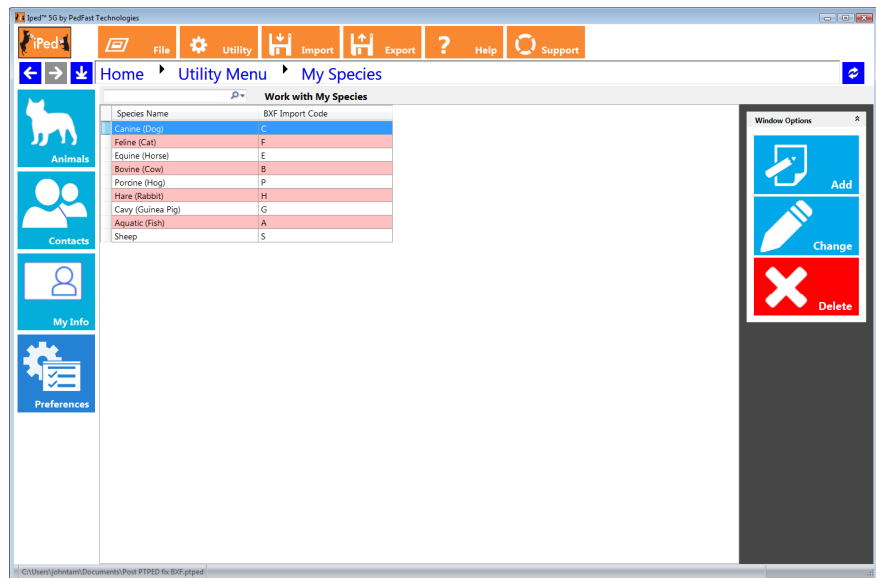 Iped™ 5G by PedFast Technologies
iPed
File
Utility
Import
Export
? Help
Support
Home Utility Menu My Species
Work with My Species
Species Name BXF Import Code
Canine (Dog) C
Feline (Cat) F
Equine (Horse) E
Bovine (Cow) B
Porcine (Hog) P
Hare (Rabbit) H
Cavy (Guinea Pig) G
Aquatic (Fish) A
Sheep S
Animals
Contacts
My Info
Preferences
Window Options
Add
Change
Delete
C:\Users\johntam\Documents\Post PTPED fix BXF.ptped